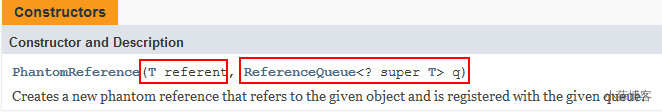 Constructors
Constructor and Description
PhantomReference(T referent, ReferenceQueue<? super T> q)
Creates a new phantom reference that refers to the given object and is registered with the given queue.